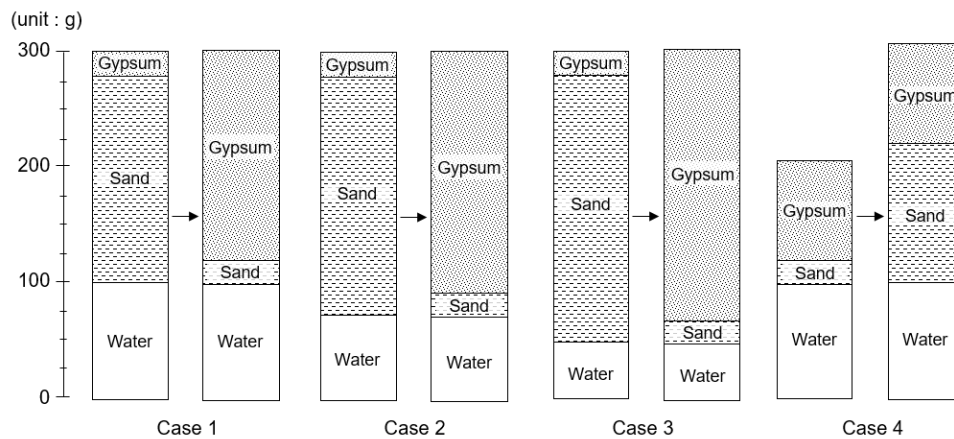 (unit : g)
300
200
100
0
Gypsum
Sand
Water
Gypsum
Sand
Water
Case 1
Gypsum
Sand
Water
Gypsum
Sand
Water
Case 2
Gypsum
Sand
Water
Gypsum
Sand
Water
Case 3
Gypsum
Sand
Water
Gypsum
Sand
Water
Case 4